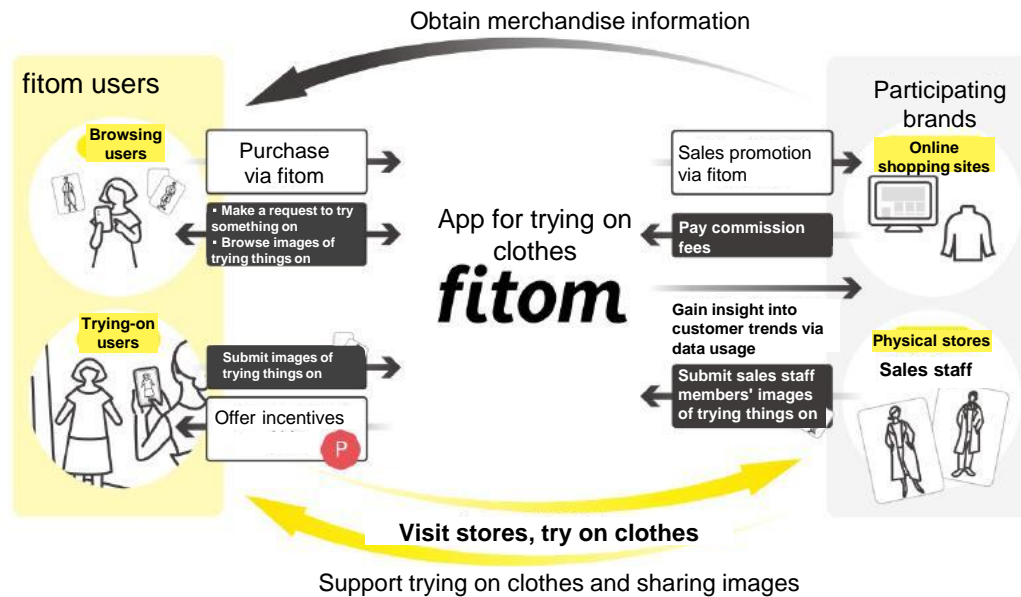 Obtain merchandise information
fitom users
Browsing
users
Purchase
via fitom
▪ Make a request to try
something on
▪ Browse images of
trying things on
Trying-on
users
Submit images of
trying things on
Offer incentives
P
App for trying on
clothes
fitom
Participating
brands
Sales promotion
via fitom
Online
shopping sites
Pay commission
fees
Gain insight into
customer trends via
data usage
Physical stores
Sales staff
Submit sales staff
members' images
of trying things on
Visit stores, try on clothes
Support trying on clothes and sharing images